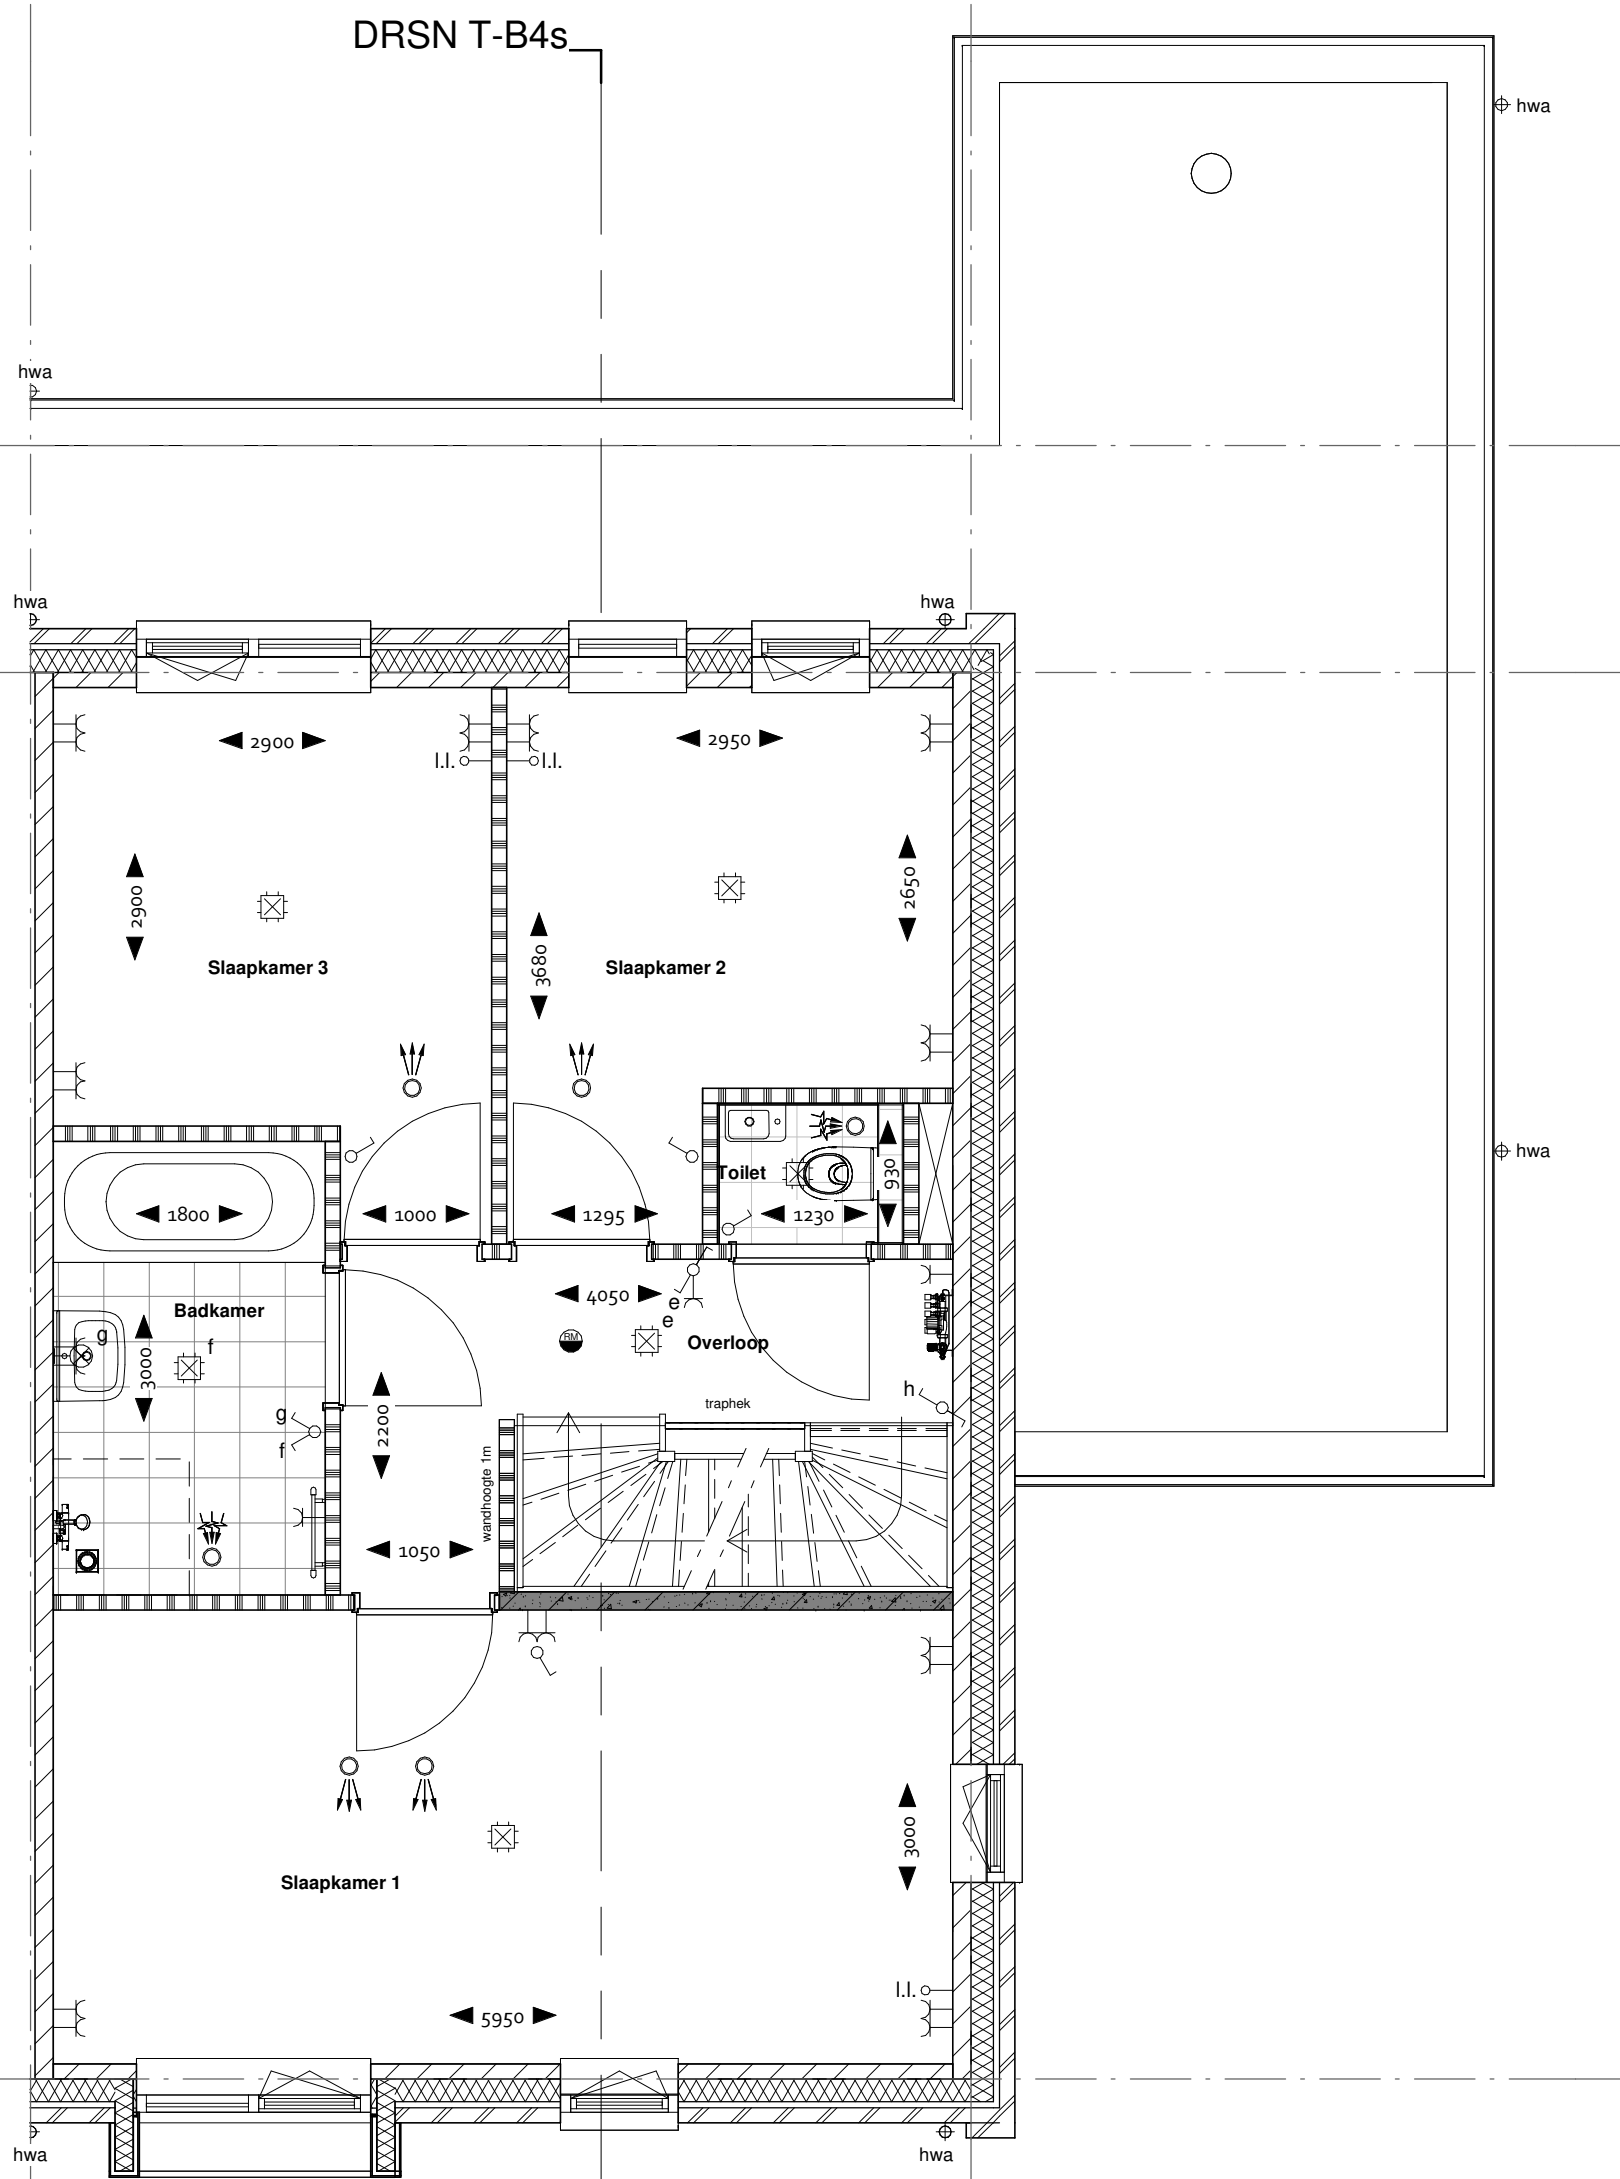 DRSN T-B4s
hwa
hwa
hwa
hwa
2900
2950
l.l.
l.l.
2900
2650
3680
Slaapkamer 3
Slaapkamer 2
hwa
Toilet
930
1800
1000
1295
1230
4050
e
e
Badkamer
RM
Overloop
g
f
3000
h
traphek
g
f
2200
wandhoogte 1m
1050
3000
Slaapkamer 1
l.l.
5950
hwa
hwa